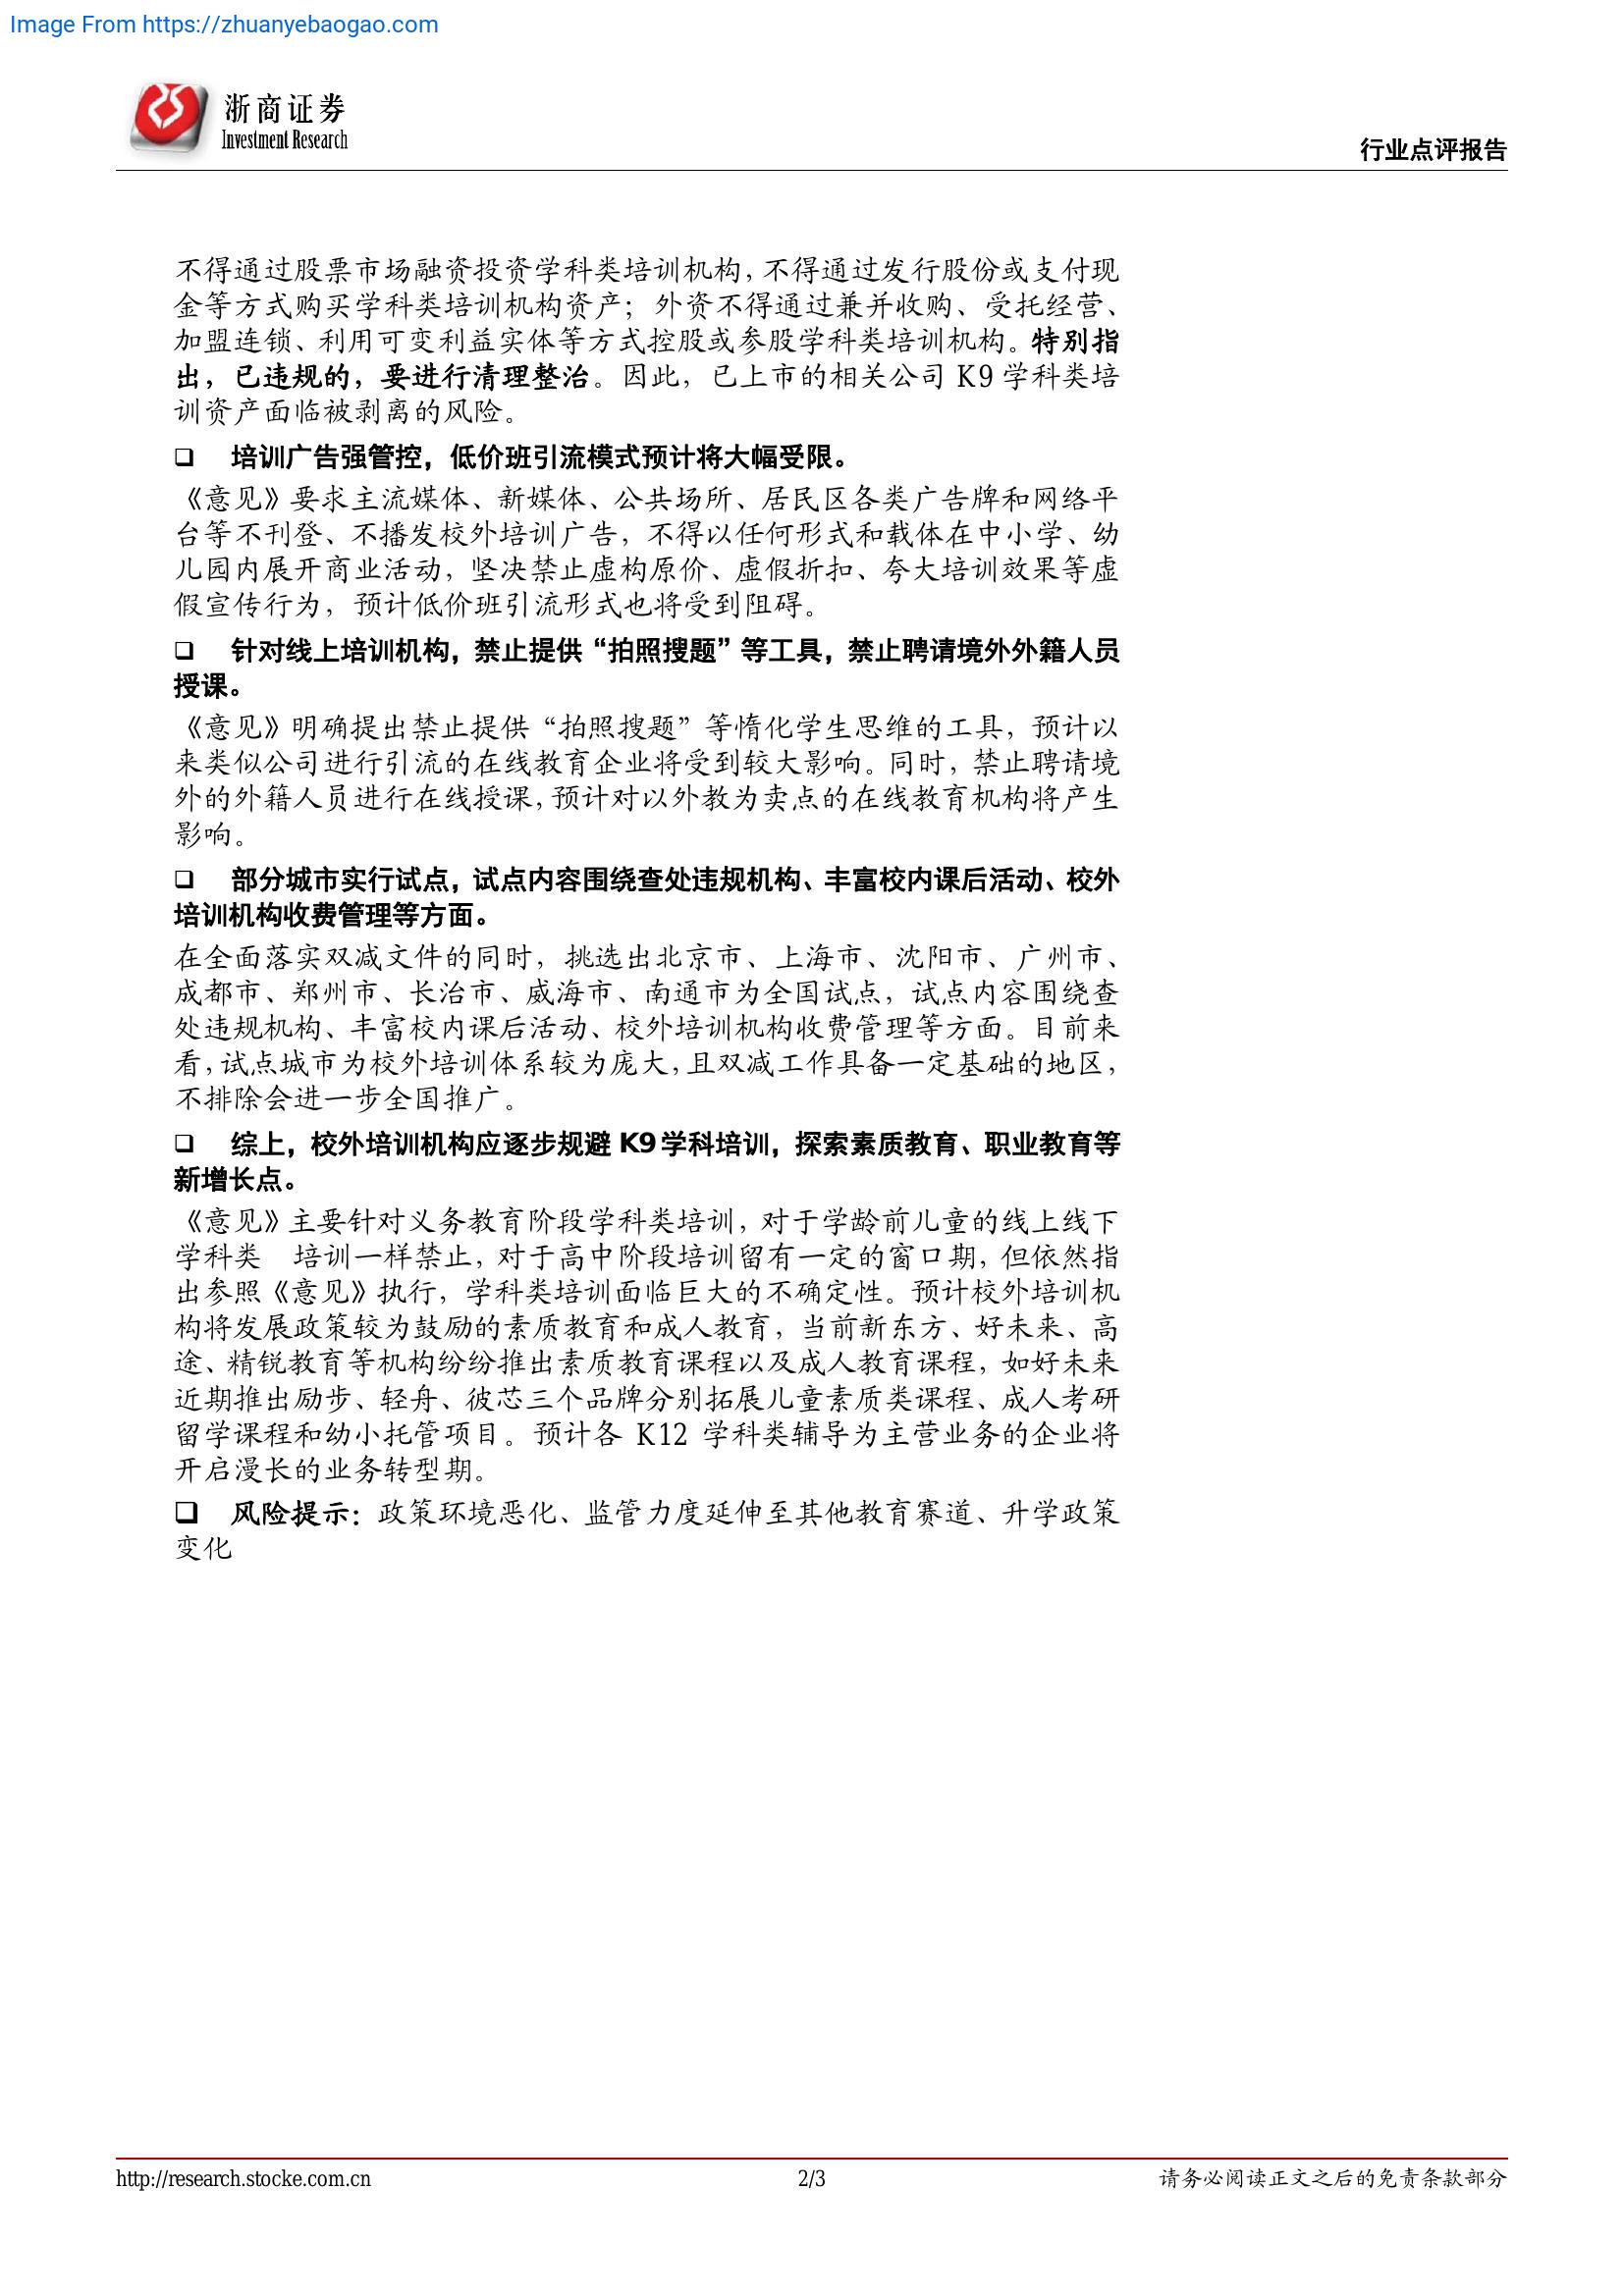 Image From https://zhuanyebaogao.com
浙商证券
Investment Research
行业点评报告
不得通过股票市场融资投资学科类培训机构，不得通过发行股份或支付现
金等方式购买学科类培训机构资产；外资不得通过兼并收购、受托经营、
加盟连锁、利用可变利益实体等方式控股或参股学科类培训机构。特别指
出，已违规的，要进行清理整治。因此，已上市的相关公司 K9 学科类培
训资产面临被剥离的风险。
❑ 培训广告强管控，低价班引流模式预计将大幅受限。
《意见》要求主流媒体、新媒体、公共场所、居民区各类广告牌和网络平
台等不刊登、不播发校外培训广告，不得以任何形式和载体在中小学、幼
儿园内展开商业活动，坚决禁止虚构原价、虚假折扣、夸大培训效果等虚
假宣传行为，预计低价班引流形式也将受到阻碍。
❑ 针对线上培训机构，禁止提供“拍照搜题”等工具，禁止聘请境外外籍人员
授课。
《意见》明确提出禁止提供“拍照搜题”等惰化学生思维的工具，预计以
来类似公司进行引流的在线教育企业将受到较大影响。同时，禁止聘请境
外的外籍人员进行在线授课，预计对以外教为卖点的在线教育机构将产生
影响。
❑ 部分城市实行试点，试点内容围绕查处违规机构、丰富校内课后活动、校外
培训机构收费管理等方面。
在全面落实双减文件的同时，挑选出北京市、上海市、沈阳市、广州市、
成都市、郑州市、长治市、威海市、南通市为全国试点，试点内容围绕查
处违规机构、丰富校内课后活动、校外培训机构收费管理等方面。目前来
看，试点城市为校外培训体系较为庞大，且双减工作具备一定基础的地区，
不排除会进一步全国推广。
❑ 综上，校外培训机构应逐步规避 K9 学科培训，探索素质教育、职业教育等
新增长点。
《意见》主要针对义务教育阶段学科类培训，对于学龄前儿童的线上线下
学科类 培训一样禁止，对于高中阶段培训留有一定的窗口期，但依然指
出参照《意见》执行，学科类培训面临巨大的不确定性。预计校外培训机
构将发展政策较为鼓励的素质教育和成人教育，当前新东方、好未来、高
途、精锐教育等机构纷纷推出素质教育课程以及成人教育课程，如好未来
近期推出励步、轻舟、彼芯三个品牌分别拓展儿童素质类课程、成人考研
留学课程和幼小托管项目。预计各 K12 学科类辅导为主营业务的企业将
开启漫长的业务转型期。
❑ 风险提示：政策环境恶化、监管力度延伸至其他教育赛道、升学政策
变化
http://research.stocke.com.cn
2/3
请务必阅读正文之后的免责条款部分